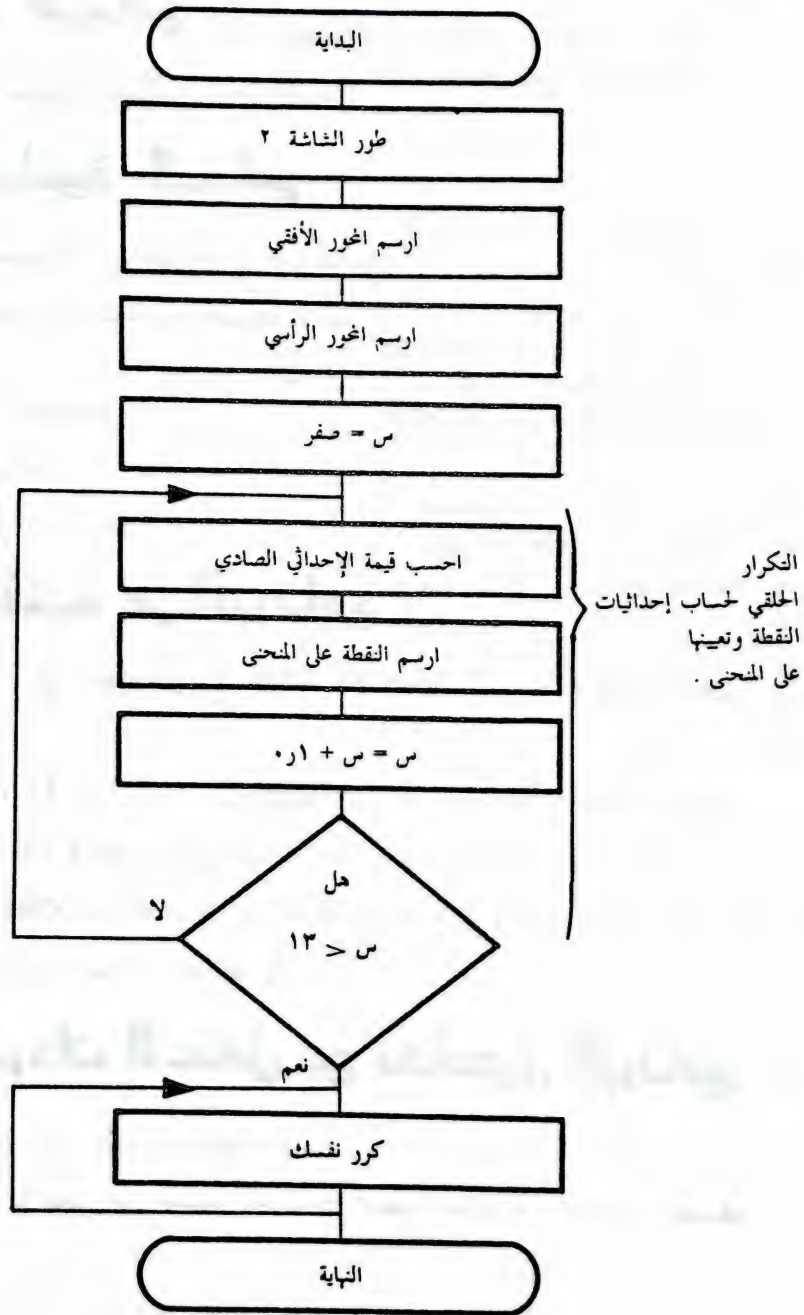 البداية
طور الشاشة ٢
ارسم المحور الأفقي
ارسم المحور الرأسي
س = صفر
احسب قيمة الإحداثي الصادي
ارسم النقطة على المنحنى
س = س + ١ر٠
التكرار
الحلقي لحساب إحداثيات
النقطة وتعيينها
على المنحنى .
هل
س < ١٣
لا
نعم
كرر نفسك
النهاية